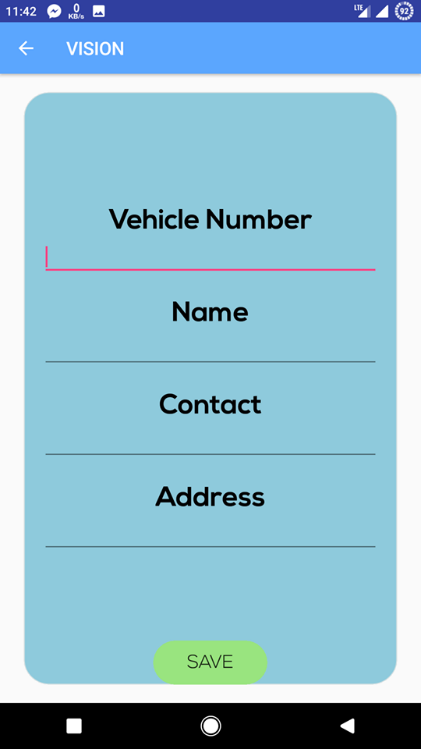 11:42 0 KB/s LTE 92
VISION
Vehicle Number
Name
Contact
Address
SAVE